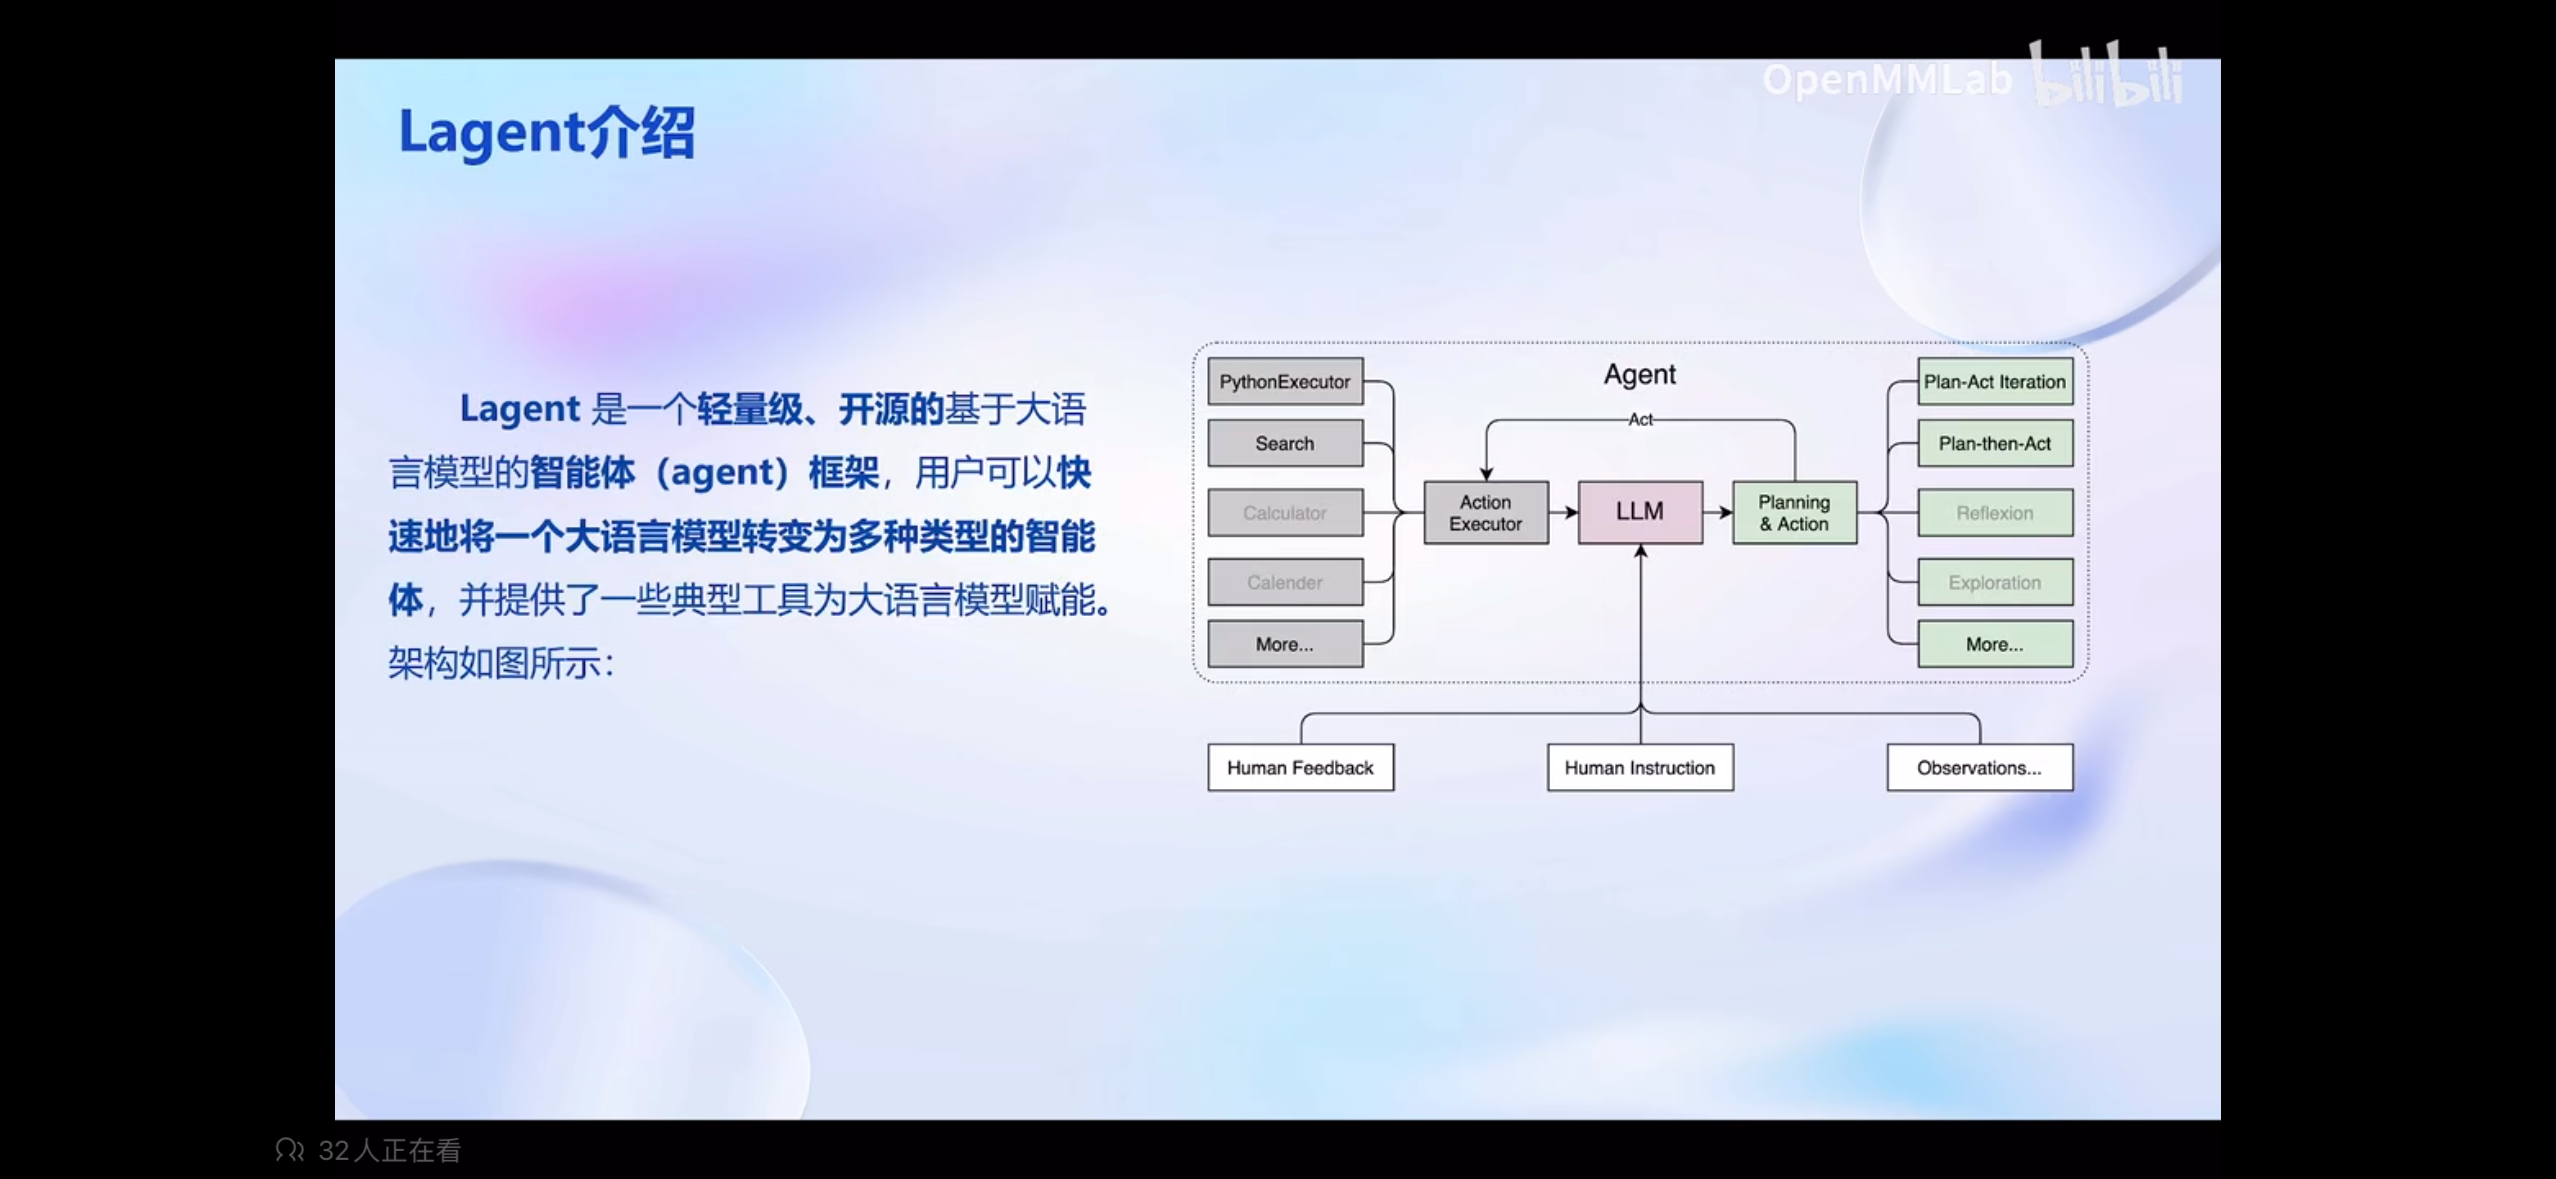 OpenMMLab bilibili
Lagent介绍
Lagent 是一个轻量级、开源的基于大语
言模型的智能体（agent）框架，用户可以快
速地将一个大语言模型转变为多种类型的智能
体，并提供了一些典型工具为大语言模型赋能。
架构如图所示：
Agent
PythonExecutor
Search
Calculator
Calender
More...
Act
Action
Executor
LLM
Planning
& Action
Plan-Act Iteration
Plan-then-Act
Reflexion
Exploration
More...
Human Feedback
Human Instruction
Observations...
32人正在看